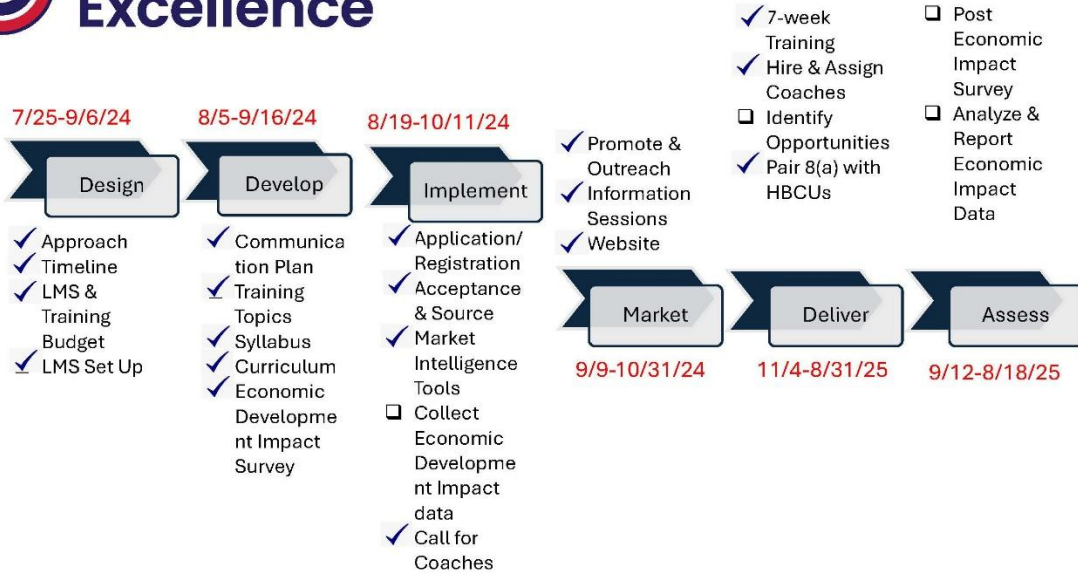 Excellence
7/25-9/6/24
Design
✓ Approach
✓ Timeline
✓ LMS &
Training
Budget
✓ LMS Set Up
8/5-9/16/24
Develop
✓ Communica
tion Plan
✓ Training
Topics
✓ Syllabus
✓ Curriculum
✓ Economic
Developme
nt Impact
Survey
8/19-10/11/24
Implement
✓ Application/
Registration
✓ Acceptance
& Source
✓ Market
Intelligence
Tools
❑ Collect
Economic
Developme
nt Impact
data
✓ Call for
Coaches
✓ Promote &
Outreach
✓ Information
Sessions
✓ Website
Market
9/9-10/31/24
✓ 7-week
Training
✓ Hire & Assign
Coaches
❑ Identify
Opportunities
✓ Pair 8(a) with
HBCUs
Deliver
11/4-8/31/25
❑ Post
Economic
Impact
Survey
❑ Analyze &
Report
Economic
Impact
Data
Assess
9/12-8/18/25